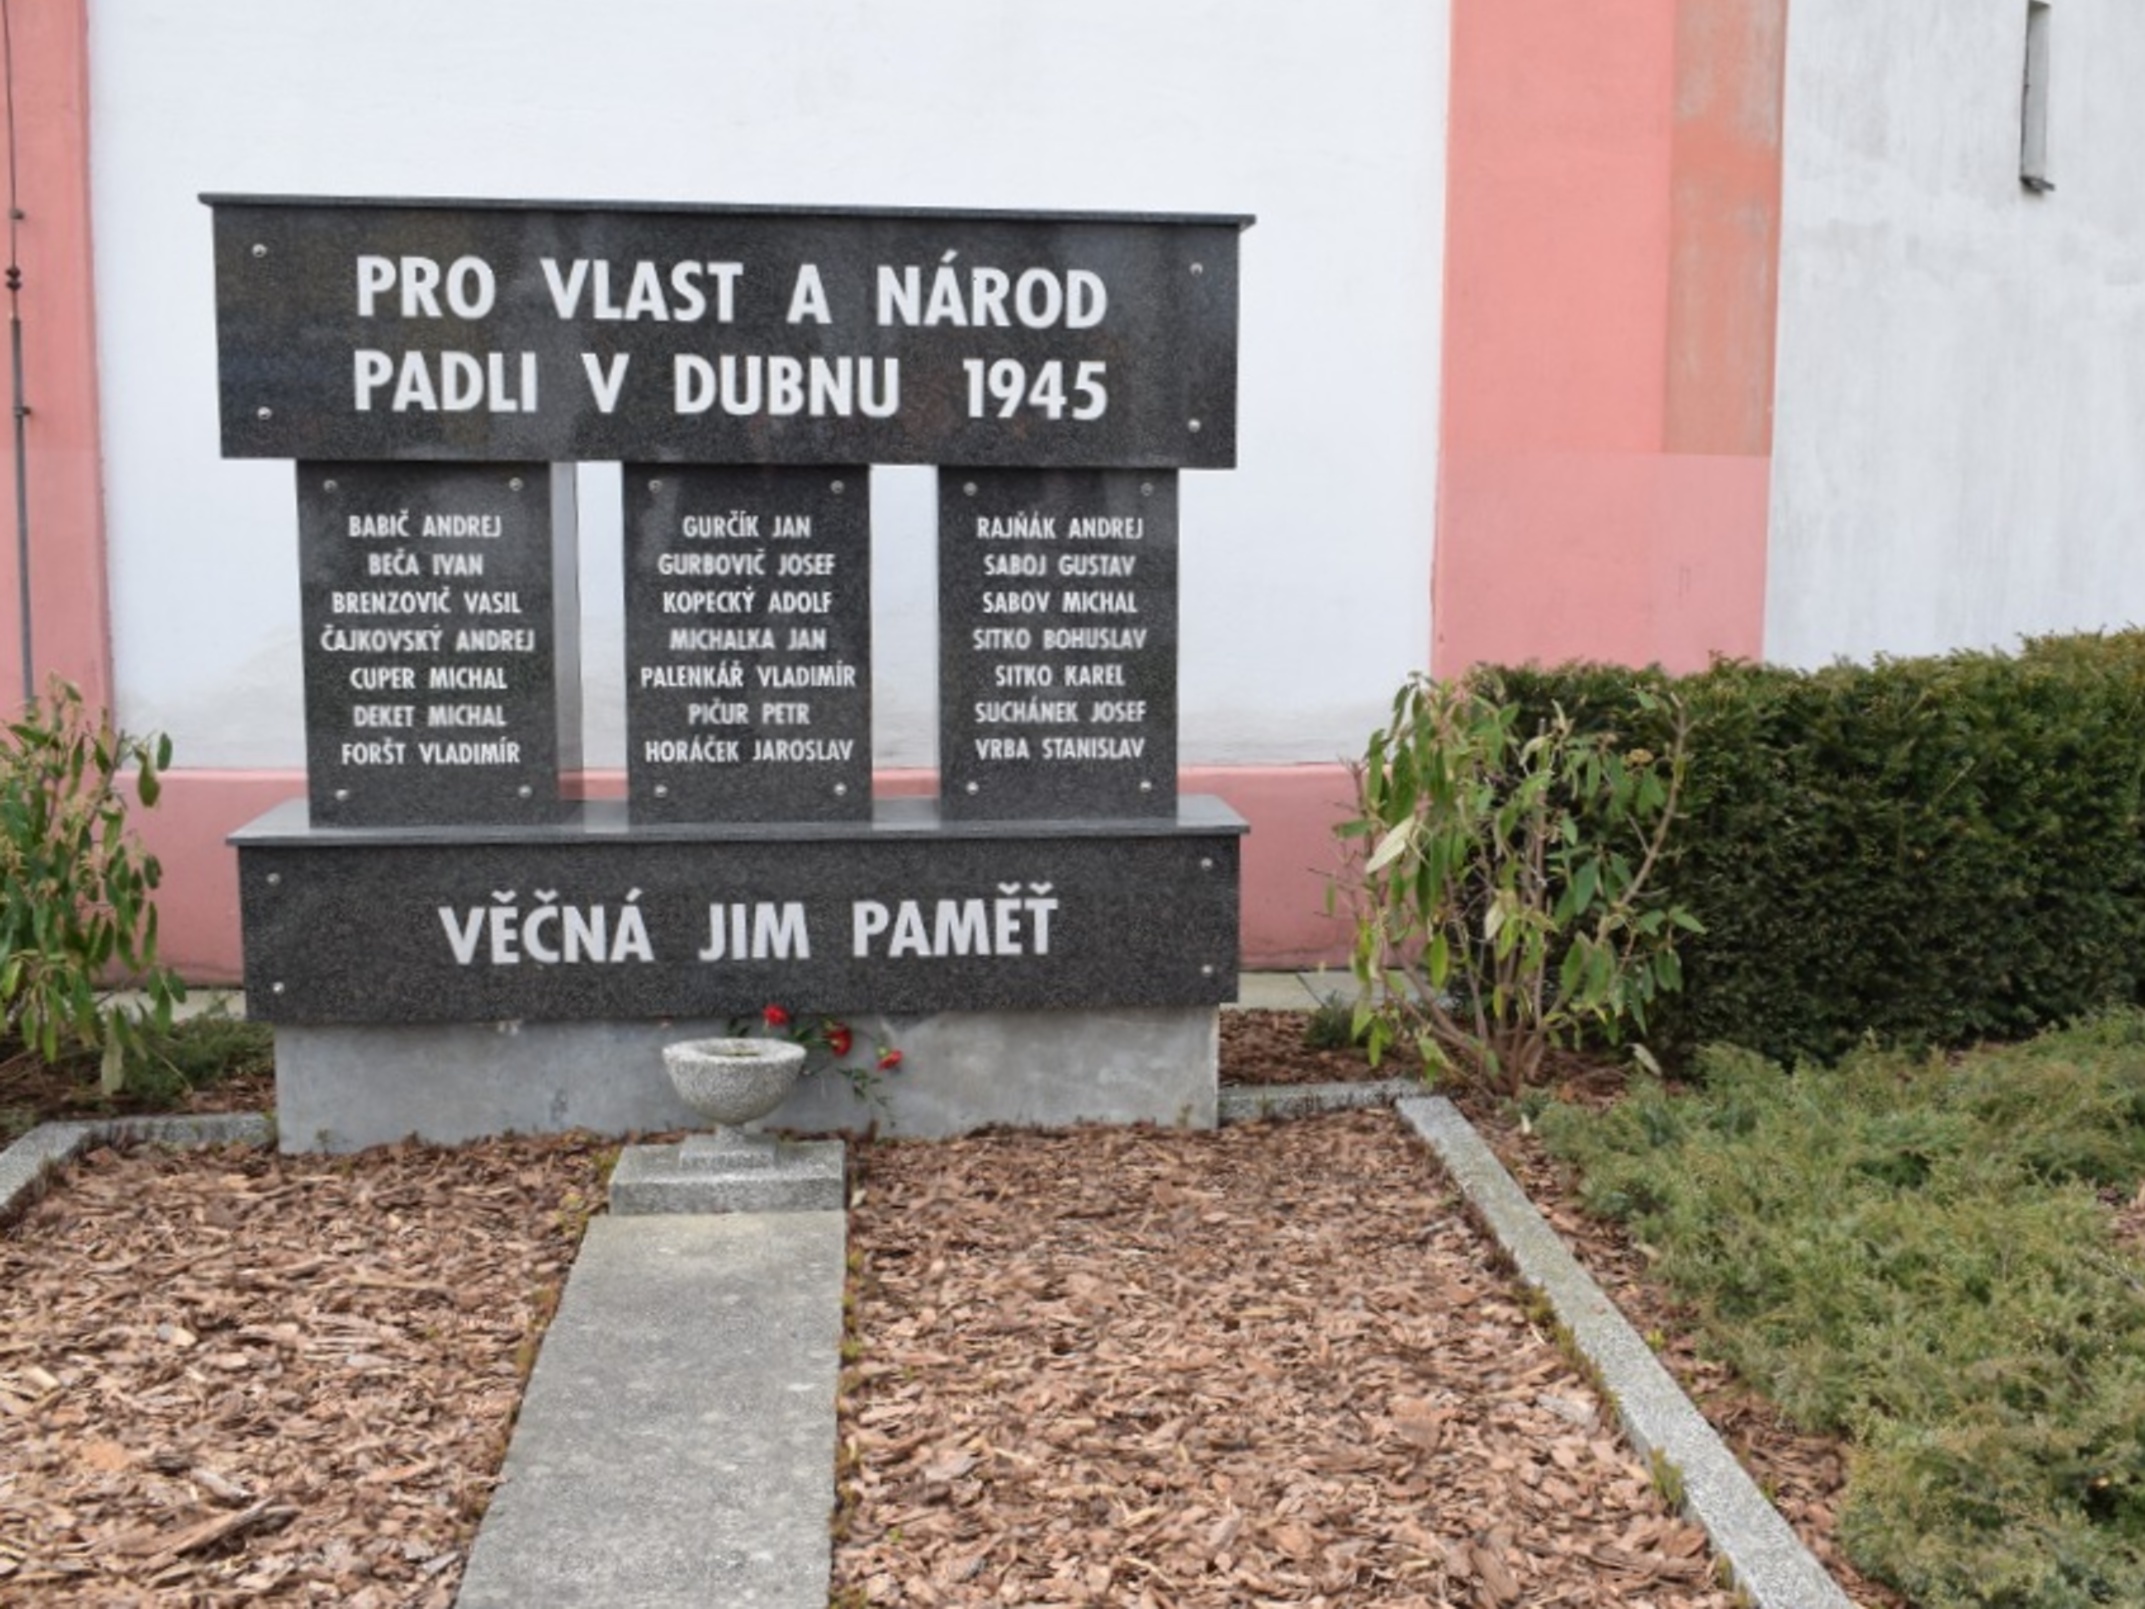 PRO VLAST A NÁROD
PADLI V DUBNU 1945
BABIČ ANDREJ
BEČA IVAN
BRENZOVIČ VASIL
ČAJKOVSKÝ ANDREJ
CUPER MICHAL
DEKET MICHAL
FORŠT VLADIMÍR
GURČÍK JAN
GURBOVIČ JOSEF
KOPECKÝ ADOLF
MICHALKA JAN
PALENKÁŘ VLADIMÍR
PIČUR PETR
HORÁČEK JAROSLAV
RAJŇÁK ANDREJ
SABOJ GUSTAV
SABOV MICHAL
SITKO BOHUSLAV
SITKO KAREL
SUCHÁNEK JOSEF
VRBA STANISLAV
VĚČNÁ JIM PAMĚŤ